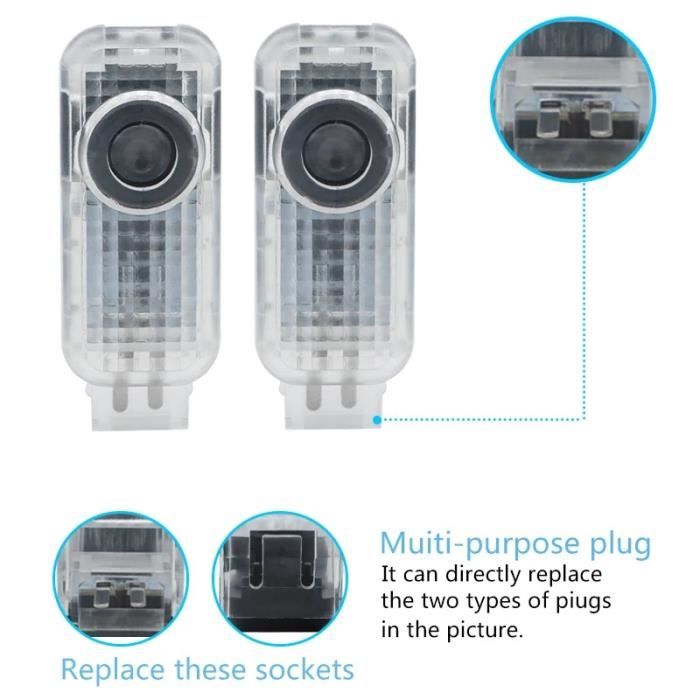 Muiti-purpose plug
It can directly replace
the two types of piugs
in the picture.
Replace these sockets